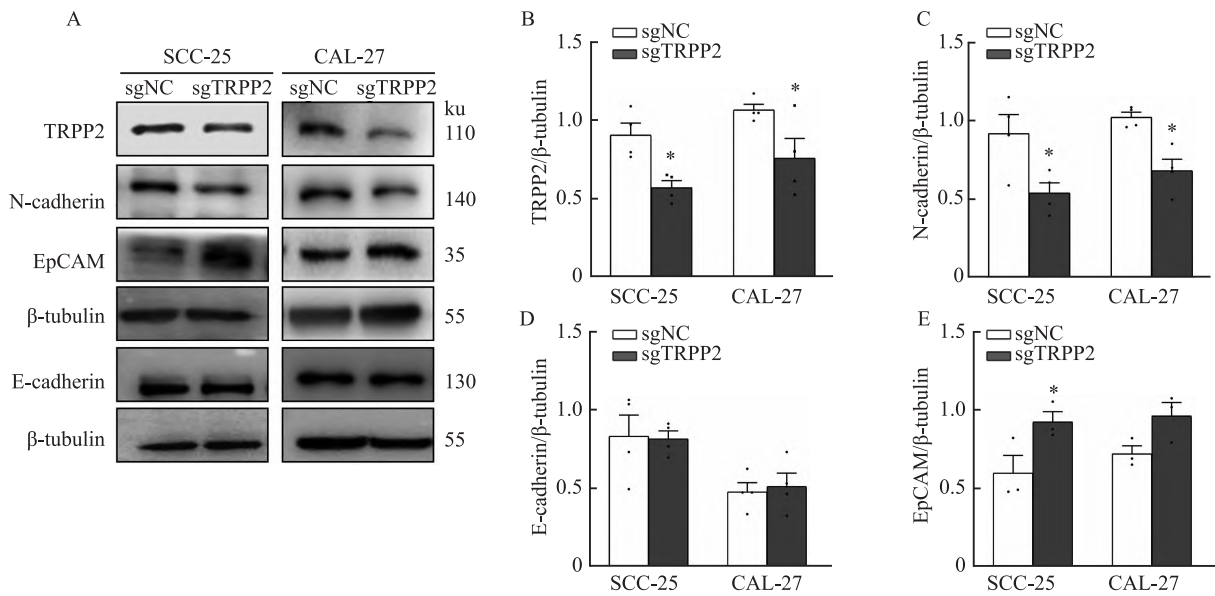 A
SCC-25 CAL-27
sgNC sgTRPP2 sgNC sgTRPP2
ku
TRPP2 110
N-cadherin 140
EpCAM 35
β-tubulin 55
E-cadherin 130
β-tubulin 55
B
sgNC
sgTRPP2
TRPP2/β-tubulin
1.5
1.0
0.5
0
*
*
SCC-25 CAL-27
C
sgNC
sgTRPP2
N-cadherin/β-tubulin
1.5
1.0
0.5
0
*
*
SCC-25 CAL-27
D
sgNC
sgTRPP2
E-cadherin/β-tubulin
1.5
1.0
0.5
0
SCC-25 CAL-27
E
sgNC
sgTRPP2
EpCAM/β-tubulin
1.5
1.0
0.5
0
*
SCC-25 CAL-27